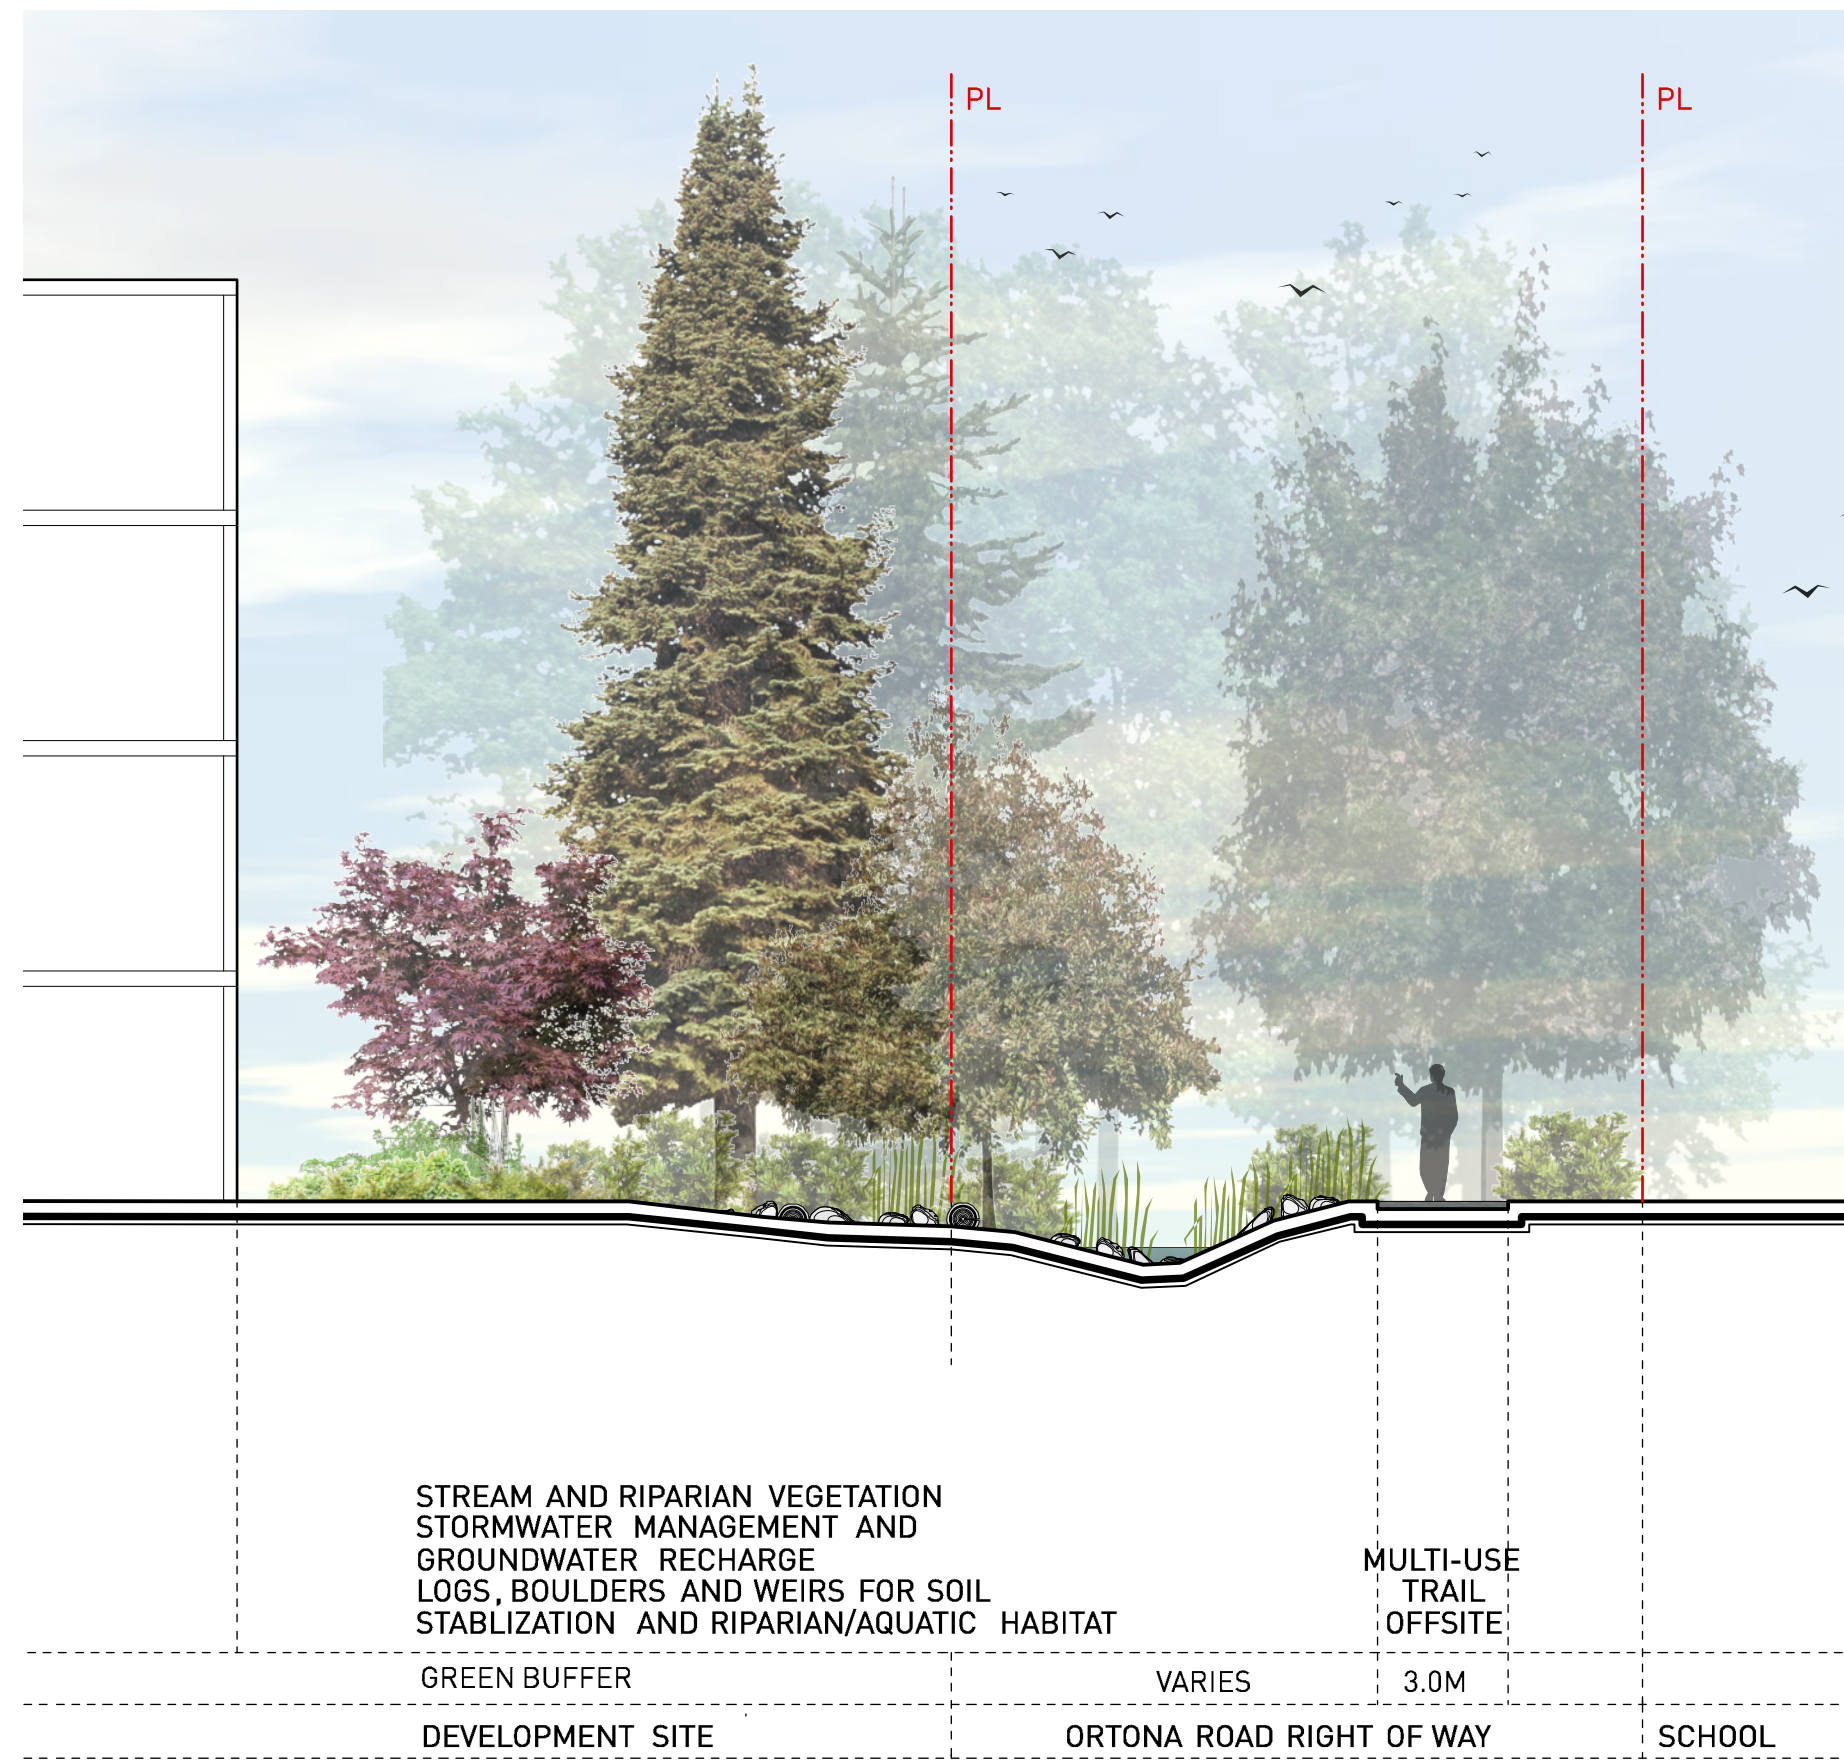 PL
PL
STREAM AND RIPARIAN VEGETATION
STORMWATER MANAGEMENT AND
GROUNDWATER RECHARGE
LOGS, BOULDERS AND WEIRS FOR SOIL
STABLIZATION AND RIPARIAN/AQUATIC HABITAT
MULTI-USE
TRAIL
OFFSITE
GREEN BUFFER
VARIES
3.0M
DEVELOPMENT SITE
ORTONA ROAD RIGHT OF WAY
SCHOOL